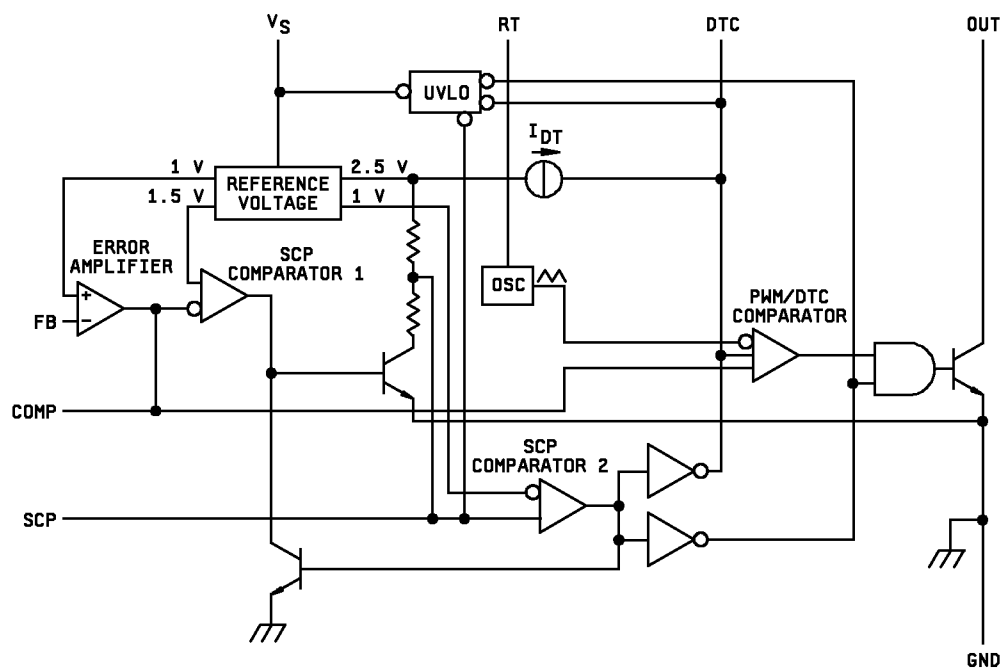 VS
RT
DTC
OUT
UVLO
IDT
1 V
2.5 V
REFERENCE
VOLTAGE
1.5 V
1 V
ERROR
AMPLIFIER
SCP
COMPARATOR 1
OSC
+
−
FB
PWM/DTC
COMPARATOR
COMP
SCP
COMPARATOR 2
SCP
GND